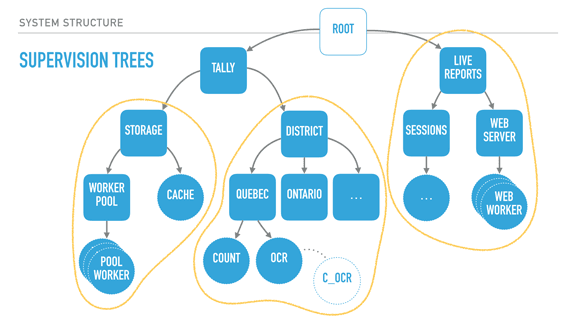 SYSTEM STRUCTURE
SUPERVISION TREES
ROOT
TALLY
LIVE
REPORTS
STORAGE
DISTRICT
SESSIONS
WEB
SERVER
WORKER
POOL
CACHE
QUEBEC
ONTARIO
...
...
WEB
WORKER
POOL
WORKER
COUNT
OCR
C_OCR